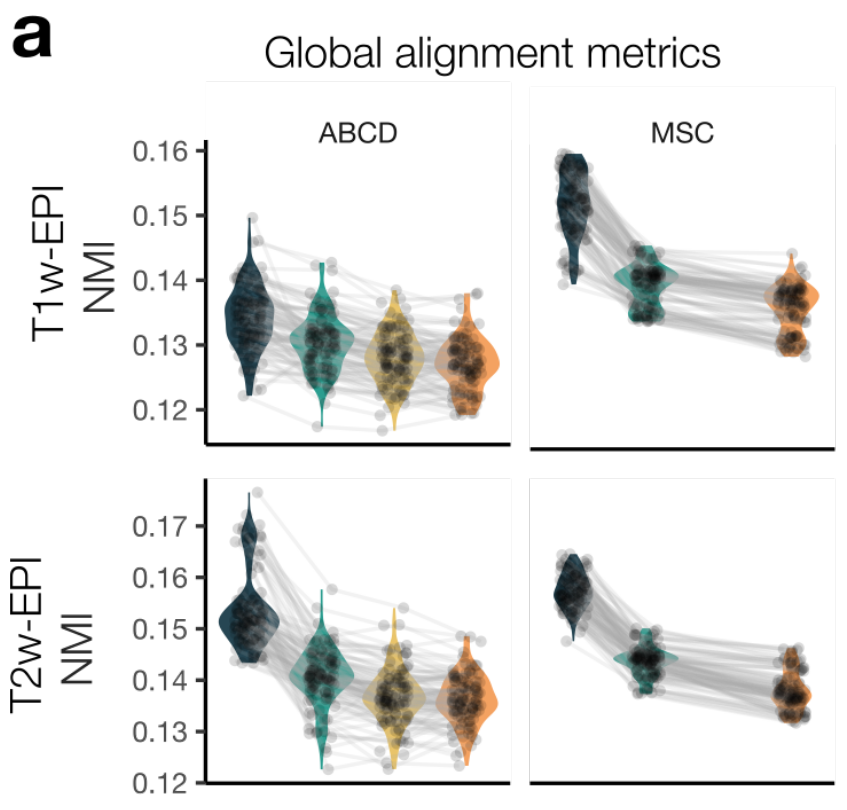 a
Global alignment metrics
ABCD
MSC
T1w-EPI
NMI
0.16
0.15
0.14
0.13
0.12
T2w-EPI
NMI
0.17
0.16
0.15
0.14
0.13
0.12